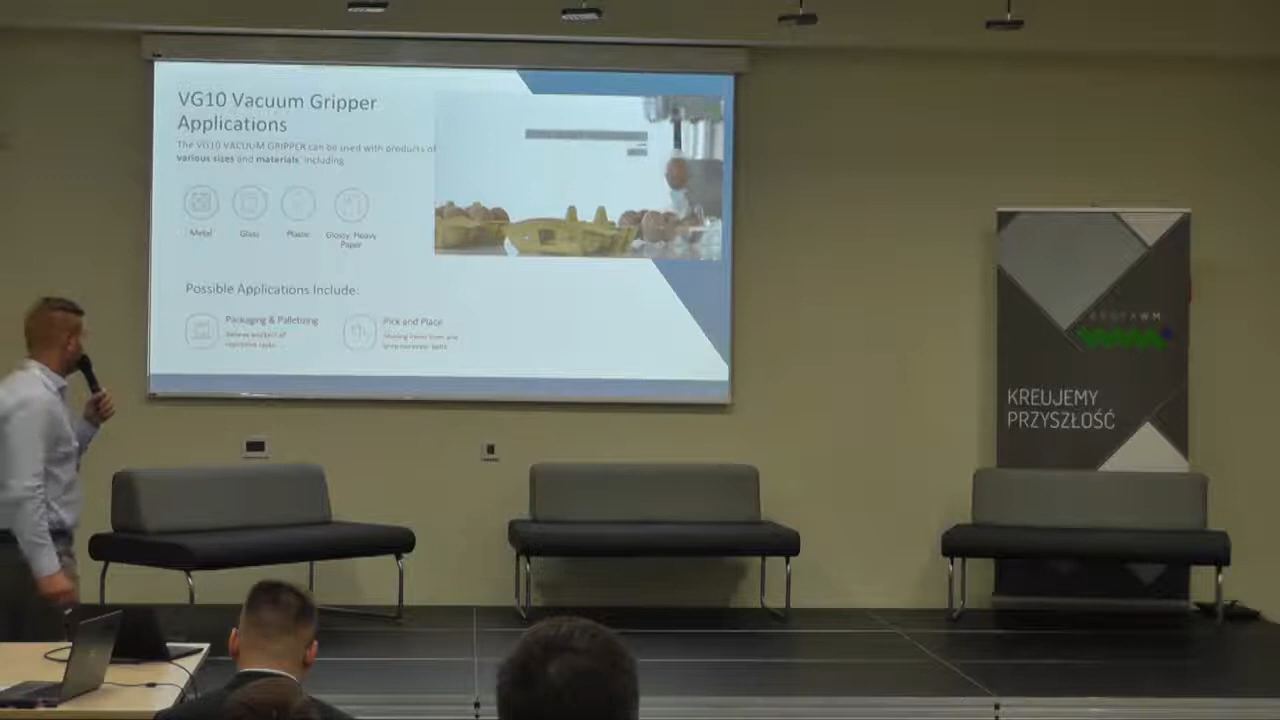 VG10 Vacuum Gripper
Applications
The VG10 VACUUM GRIPPER can be used with products of
various sizes and materials, including
Metal
Glass
Plastic
Glossy, Heavy
Paper
Possible Applications Include:
Packaging & Palletizing
Pick and Place
KREUJEMY
PRZYSZŁOŚĆ